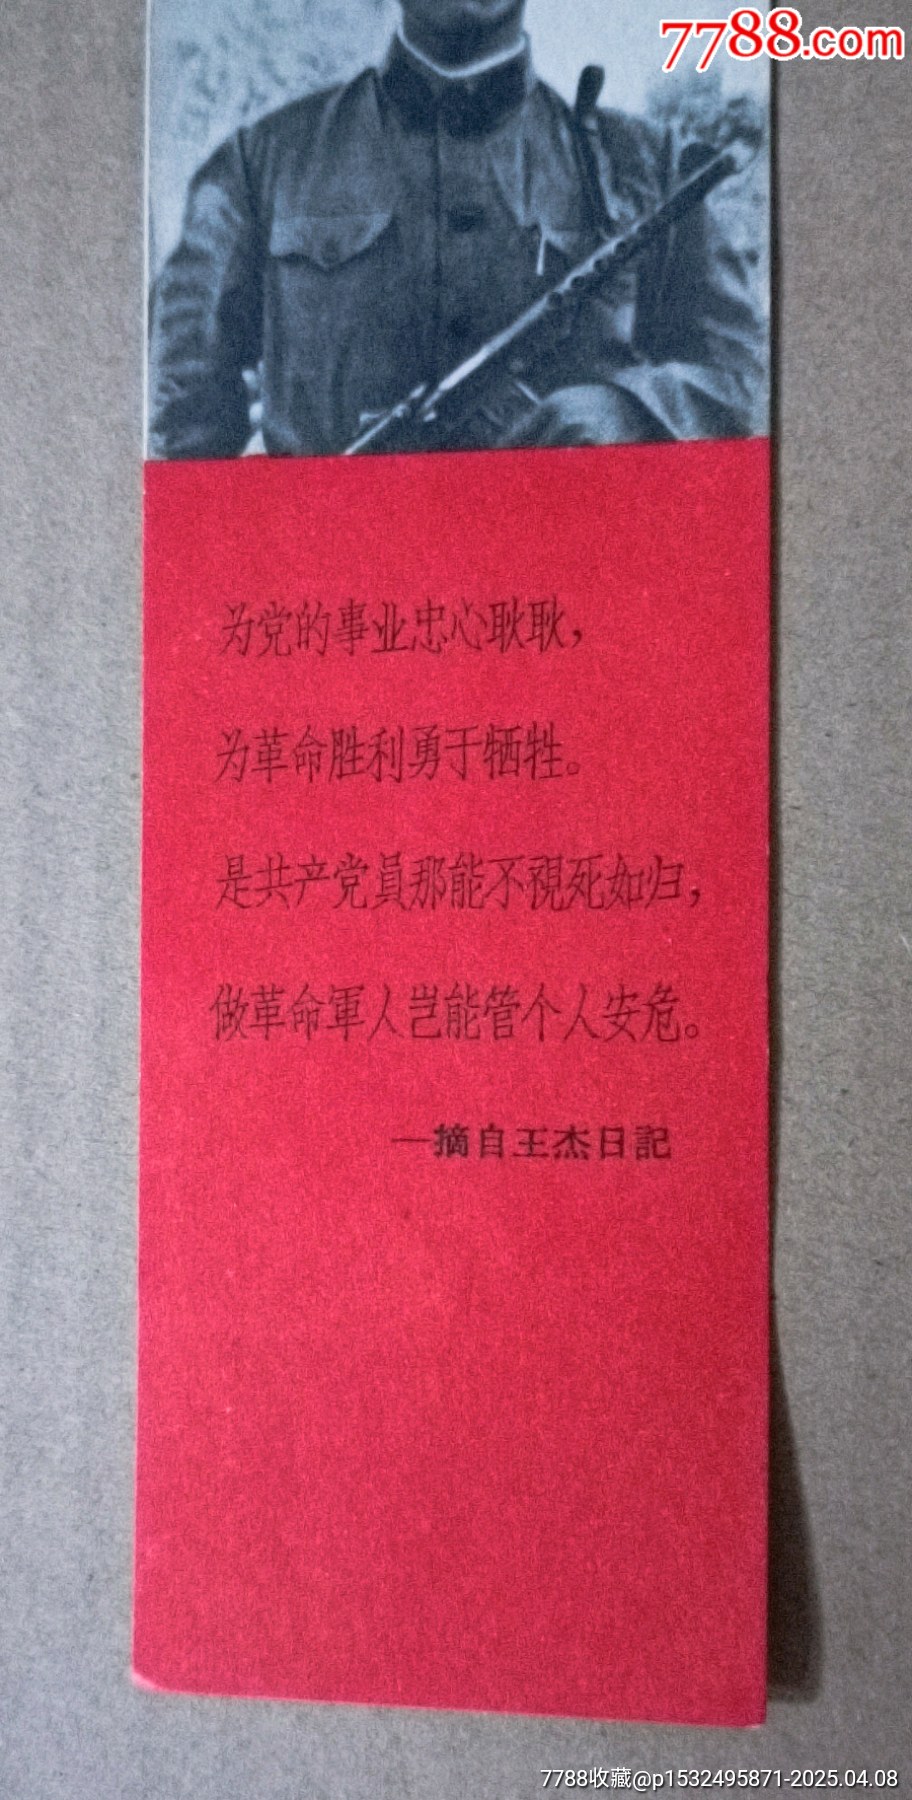 7788.com
为党的事业忠心耿耿，
为革命胜利勇于牺牲。
是共产党員那能不視死如归，
做革命軍人岂能管个人安危。
—摘自王杰日記
7788收藏@p1532495871-2025.04.08